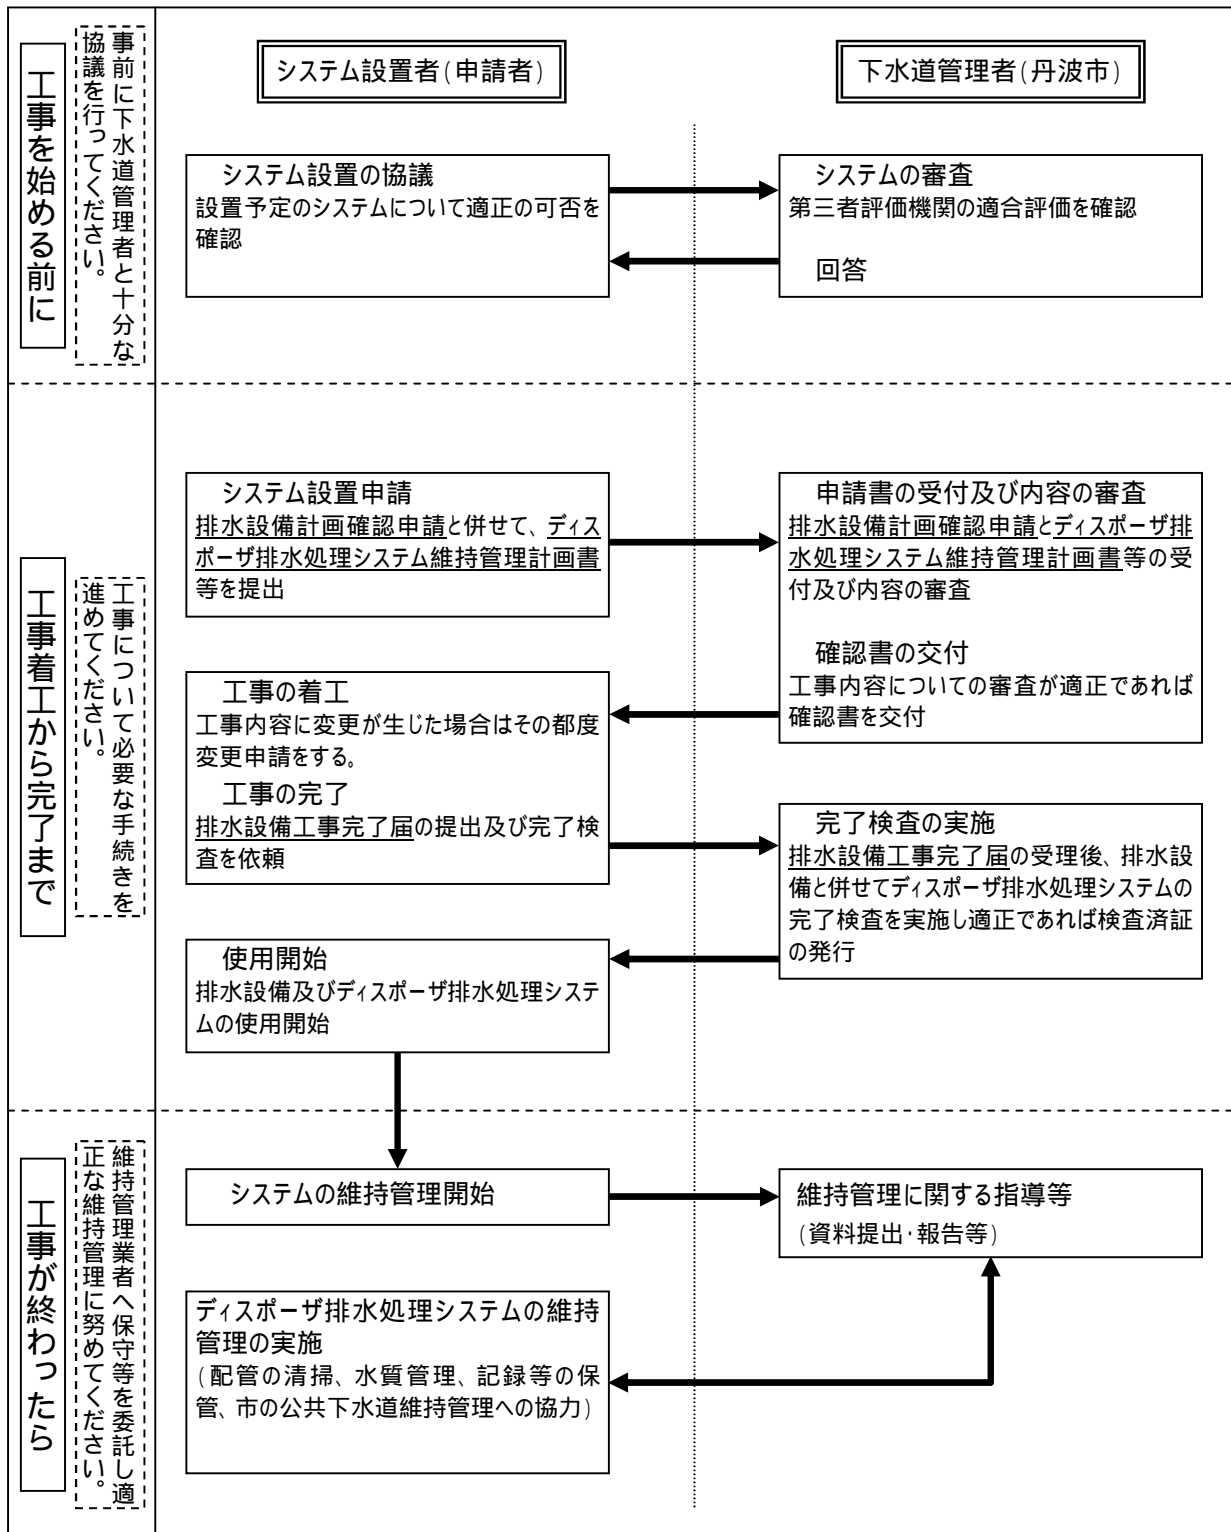 システム設置者(申請者)
下水道管理者(丹波市)
工事を始める前に
事前に下水道管理者と十分な
協議を行ってください。
システム設置の協議
設置予定のシステムについて適正の可否を
確認
システムの審査
第三者評価機関の適合評価を確認
回答
工事着工から完了まで
工事について必要な手続きを
進めてください。
システム設置申請
排水設備計画確認申請と併せて、ディス
ポーザ排水処理システム維持管理計画書
等を提出
申請書の受付及び内容の審査
排水設備計画確認申請とディスポーザ排
水処理システム維持管理計画書等の受
付及び内容の審査
確認書の交付
工事内容についての審査が適正であれば
確認書を交付
工事の着工
工事内容に変更が生じた場合はその都度
変更申請をする。
工事の完了
排水設備工事完了届の提出及び完了検
査を依頼
完了検査の実施
排水設備工事完了届の受理後、排水設
備と併せてディスポーザ排水処理システムの
完了検査を実施し適正であれば検査済証
の発行
使用開始
排水設備及びディスポーザ排水処理システ
ムの使用開始
工事が終わったら
維持管理業者へ保守等を委託し適
正な維持管理に努めてください。
システムの維持管理開始
維持管理に関する指導等
(資料提出・報告等)
ディスポーザ排水処理システムの維持
管理の実施
(配管の清掃、水質管理、記録等の保
管、市の公共下水道維持管理への協力)